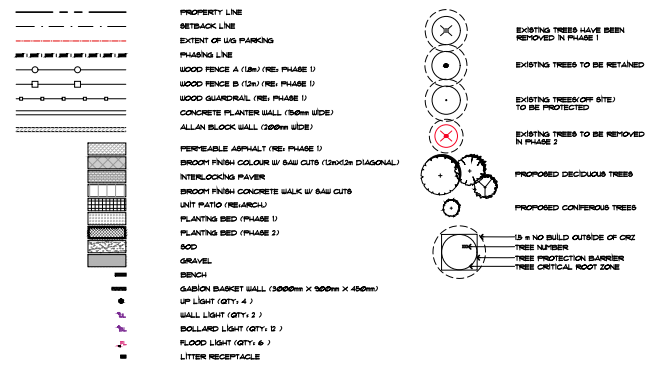 PROPERTY LINE
SETBACK LINE
EXTENT OF U/G PARKING
PHASING LINE
WOOD FENCE A (1.8m) (RE: PHASE 1)
WOOD FENCE B (1.2m) (RE: PHASE 1)
WOOD GUARDRAIL (RE: PHASE 1)
CONCRETE PLANTER WALL (150mm WIDE)
ALLAN BLOCK WALL (200mm WIDE)
PERMEABLE ASPHALT (RE: PHASE 1)
BROOM FINISH COLOUR W/ SAW CUTS (1.2m×1.2m DIAGONAL)
INTERLOCKING PAVER
BROOM FINISH CONCRETE WALK W/ SAW CUTS
UNIT PATIO (RE:ARCH.)
PLANTING BED (PHASE 1)
PLANTING BED (PHASE 2)
SOD
GRAVEL
BENCH
GABION BASKET WALL (3000mm X 900mm X 450mm)
UP LIGHT (QTY: 4 )
WALL LIGHT (QTY: 2 )
BOLLARD LIGHT (QTY: 12 )
FLOOD LIGHT (QTY: 6 )
LITTER RECEPTACLE
EXISTING TREES HAVE BEEN
REMOVED IN PHASE 1
EXISTING TREES TO BE RETAINED
EXISTING TREES(OFF SITE)
TO BE PROTECTED
EXISTING TREES TO BE REMOVED
IN PHASE 2
PROPOSED DECIDUOUS TREES
PROPOSED CONIFEROUS TREES
1.5 m NO BUILD OUTSIDE OF CRZ
TREE NUMBER
TREE PROTECTION BARRIER
TREE CRITICAL ROOT ZONE